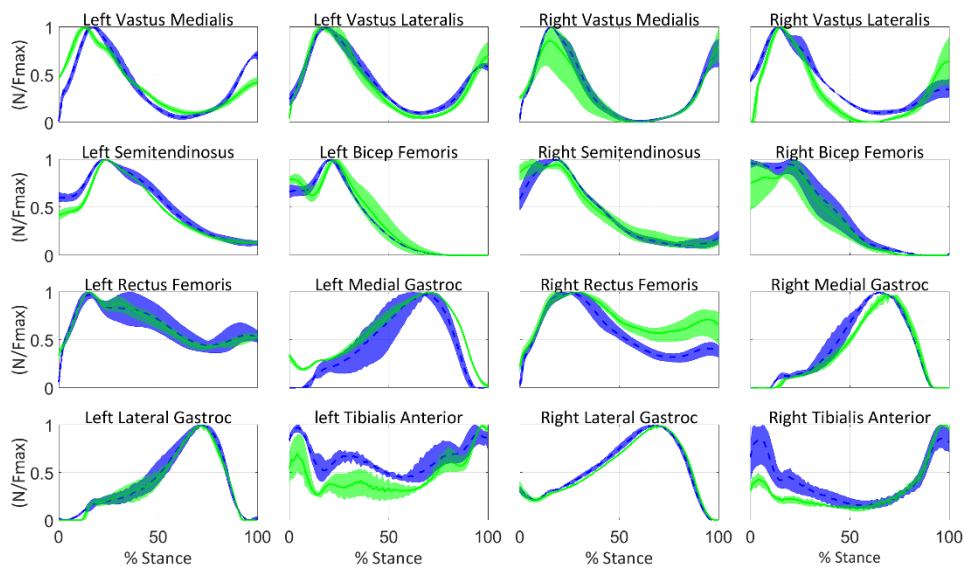 Left Vastus Medialis
Left Vastus Lateralis
Right Vastus Medialis
Right Vastus Lateralis
(N/Fmax)
1
0.5
0
Left Semitendinosus
Left Bicep Femoris
Right Semitendinosus
Right Bicep Femoris
(N/Fmax)
1
0.5
0
Left Rectus Femoris
Left Medial Gastroc
Right Rectus Femoris
Right Medial Gastroc
(N/Fmax)
1
0.5
0
Left Lateral Gastroc
left Tibialis Anterior
Right Lateral Gastroc
Right Tibialis Anterior
(N/Fmax)
1
0.5
0
0 50 100
0 50 100
0 50 100
0 50 100
% Stance
% Stance
% Stance
% Stance